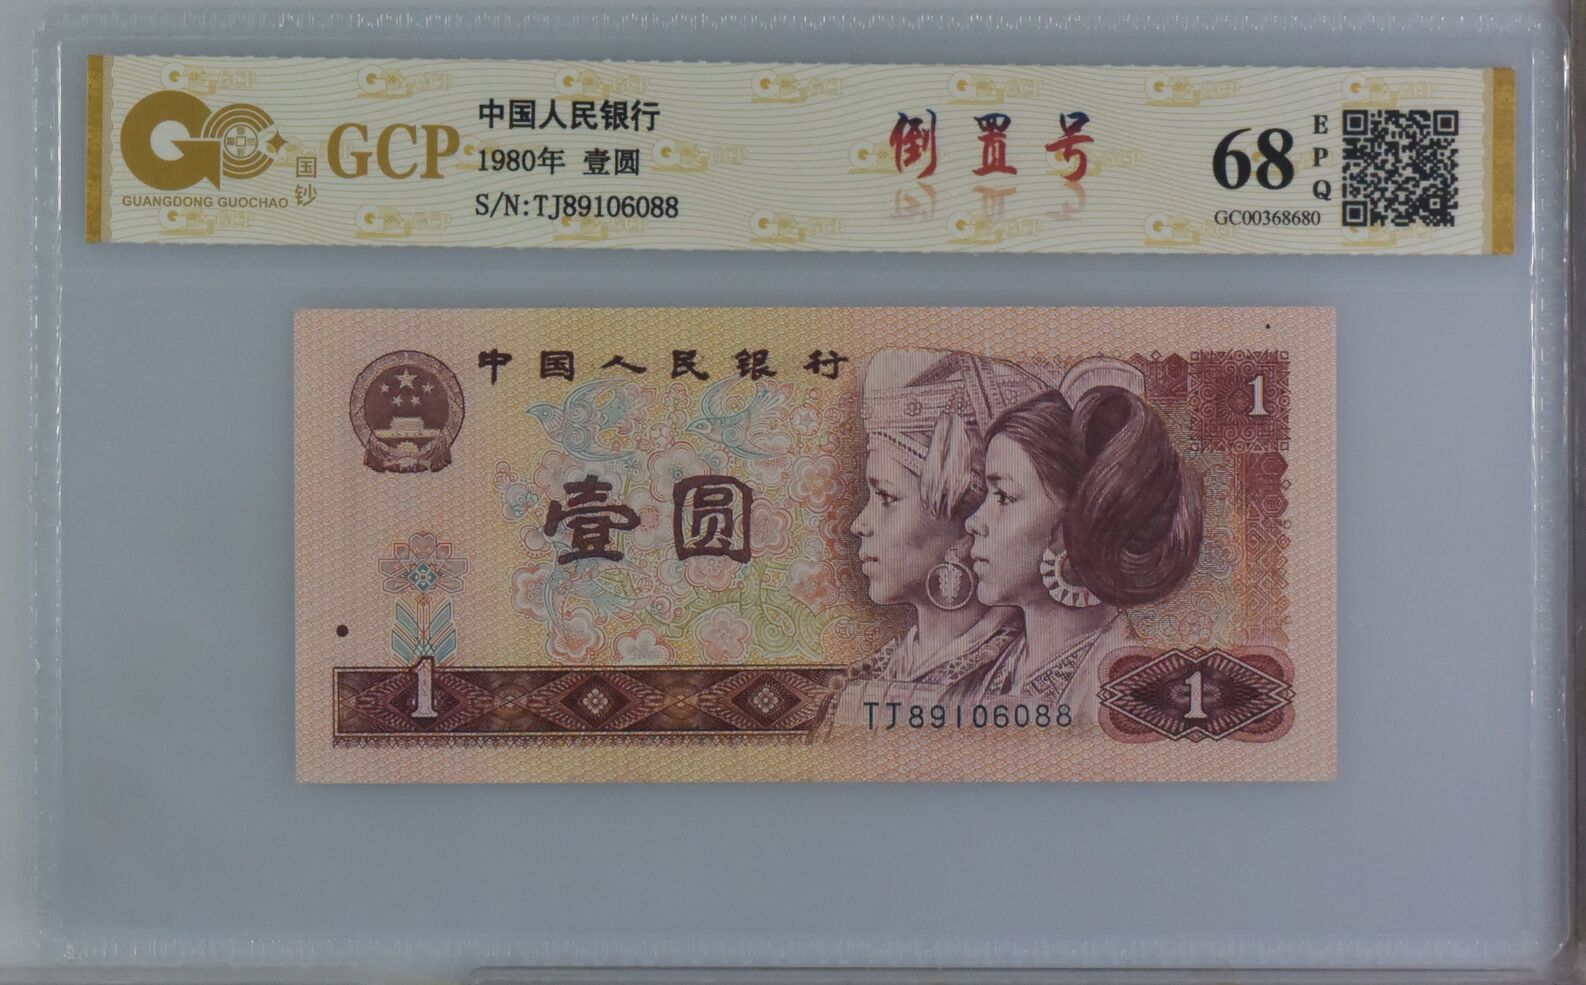 GCP
国钞
GUANGDONG GUOCHAO
中国人民银行
1980年 壹圆
S/N:TJ89106088
倒置号
68
EPQ
GC00368680
中国人民银行
1
壹圆
1
TJ89106088
1